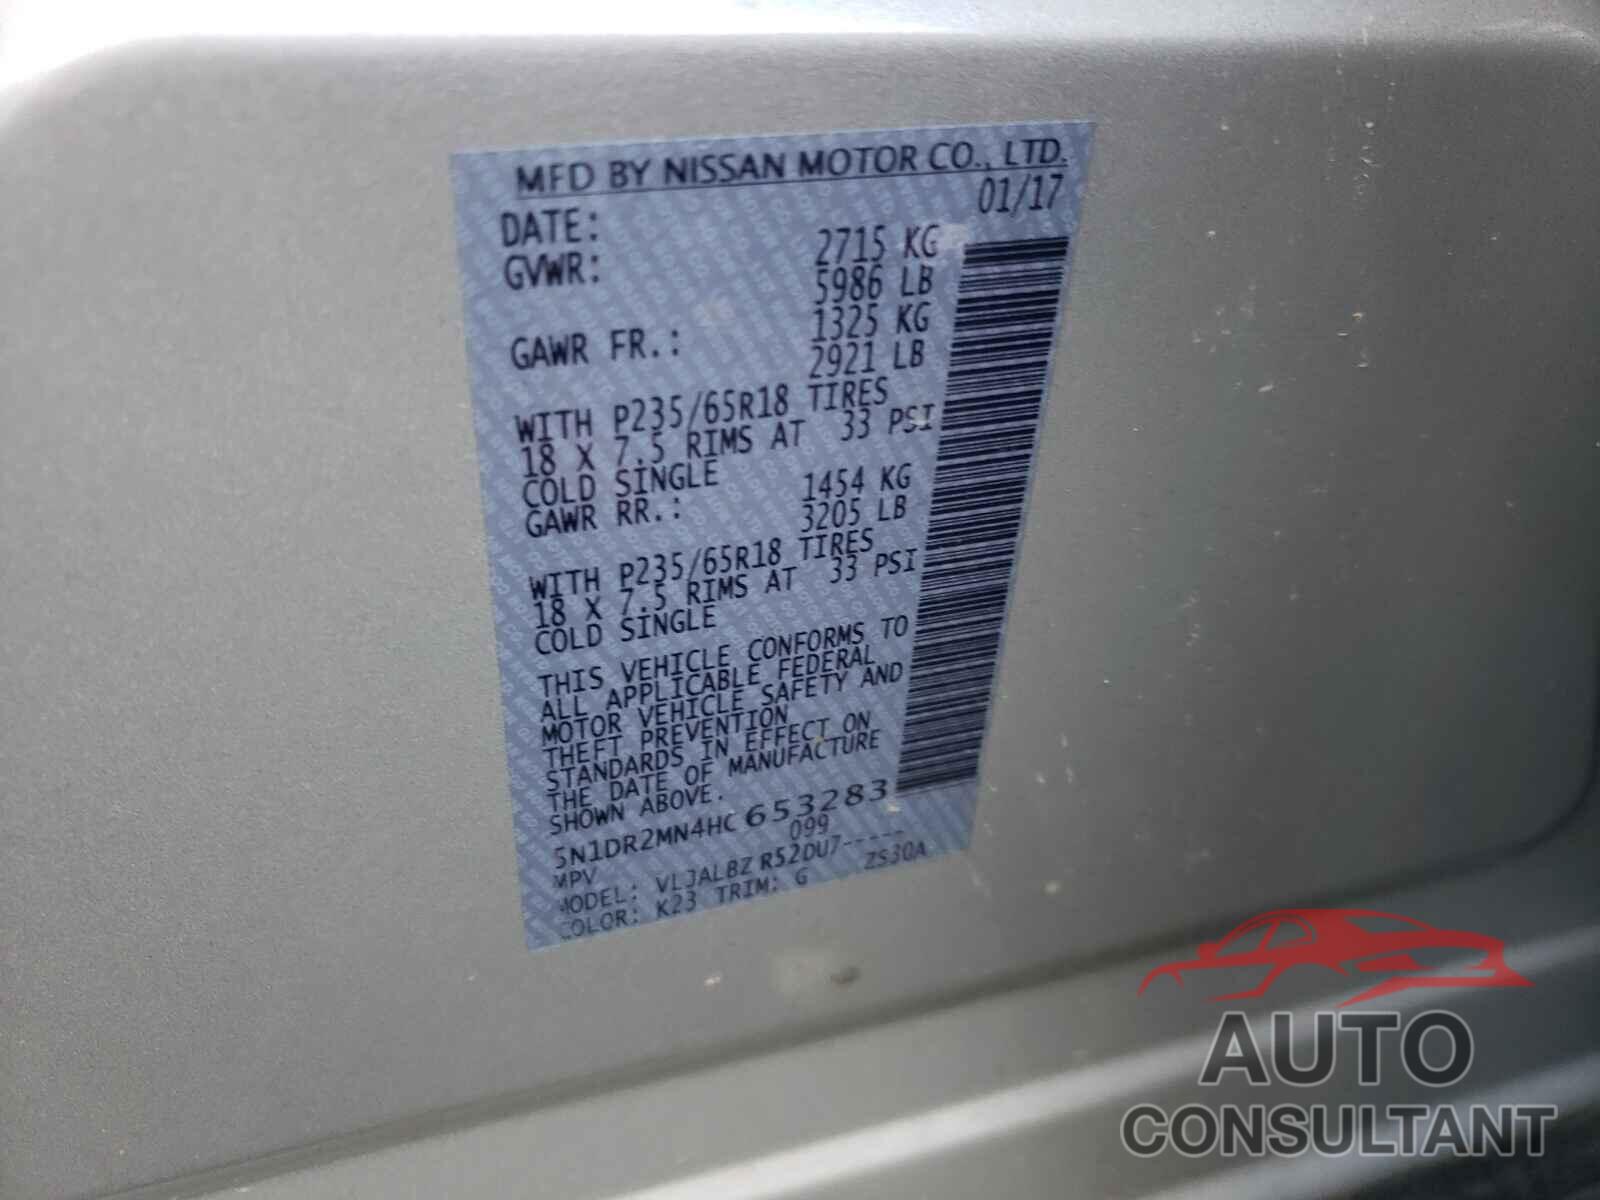 MFD BY NISSAN MOTOR CO., LTD.
DATE: 01/17
GVWR: 2715 KG
5986 LB
GAWR FR.: 1325 KG
2921 LB
WITH P235/65R18 TIRES
18 X 7.5 RIMS AT 33 PSI
COLD SINGLE
GAWR RR.: 1454 KG
3205 LB
WITH P235/65R18 TIRES
18 X 7.5 RIMS AT 33 PSI
COLD SINGLE
THIS VEHICLE CONFORMS TO
ALL APPLICABLE FEDERAL
MOTOR VEHICLE SAFETY AND
THEFT PREVENTION
STANDARDS IN EFFECT ON
THE DATE OF MANUFACTURE
SHOWN ABOVE.
5N1DR2MN4HC653283
MPV 099
MODEL: VLJALBZ R52DU7-----
COLOR: K23 TRIM: G ZS30A
AUTO
CONSULTANT